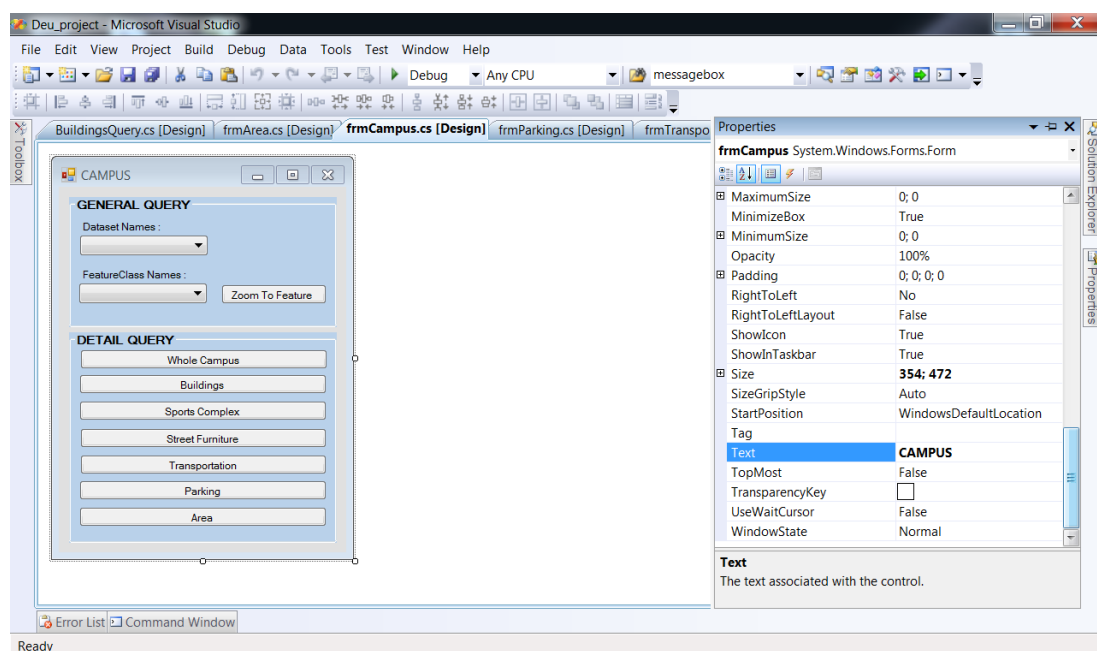 Deu_project - Microsoft Visual Studio
File Edit View Project Build Debug Data Tools Test Window Help
Debug Any CPU messagebox
BuildingsQuery.cs [Design] frmArea.cs [Design] frmCampus.cs [Design] frmParking.cs [Design] frmTranspo
Toolbox
CAMPUS
GENERAL QUERY
Dataset Names :
FeatureClass Names :
Zoom To Feature
DETAIL QUERY
Whole Campus
Buildings
Sports Complex
Street Furniture
Transportation
Parking
Area
Properties
frmCampus System.Windows.Forms.Form
MaximumSize 0; 0
MinimizeBox True
MinimumSize 0; 0
Opacity 100%
Padding 0; 0; 0; 0
RightToLeft No
RightToLeftLayout False
ShowIcon True
ShowInTaskbar True
Size 354; 472
SizeGripStyle Auto
StartPosition WindowsDefaultLocation
Tag
Text CAMPUS
TopMost False
TransparencyKey
UseWaitCursor False
WindowState Normal
Text
The text associated with the control.
Solution Explorer
Properties
Error List Command Window
Ready